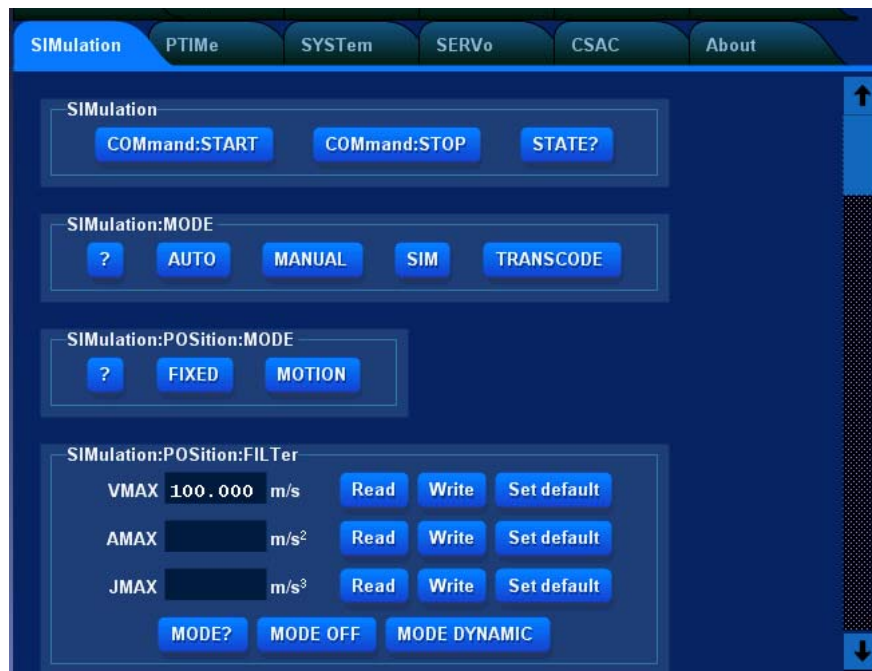 SIMulation PTIMe SYSTem SERVo CSAC About
SIMulation
COMmand:START COMmand:STOP STATE?
SIMulation:MODE
? AUTO MANUAL SIM TRANSCODE
SIMulation:POSition:MODE
? FIXED MOTION
SIMulation:POSition:FILTer
VMAX 100.000 m/s Read Write Set default
AMAX m/s² Read Write Set default
JMAX m/s³ Read Write Set default
MODE? MODE OFF MODE DYNAMIC